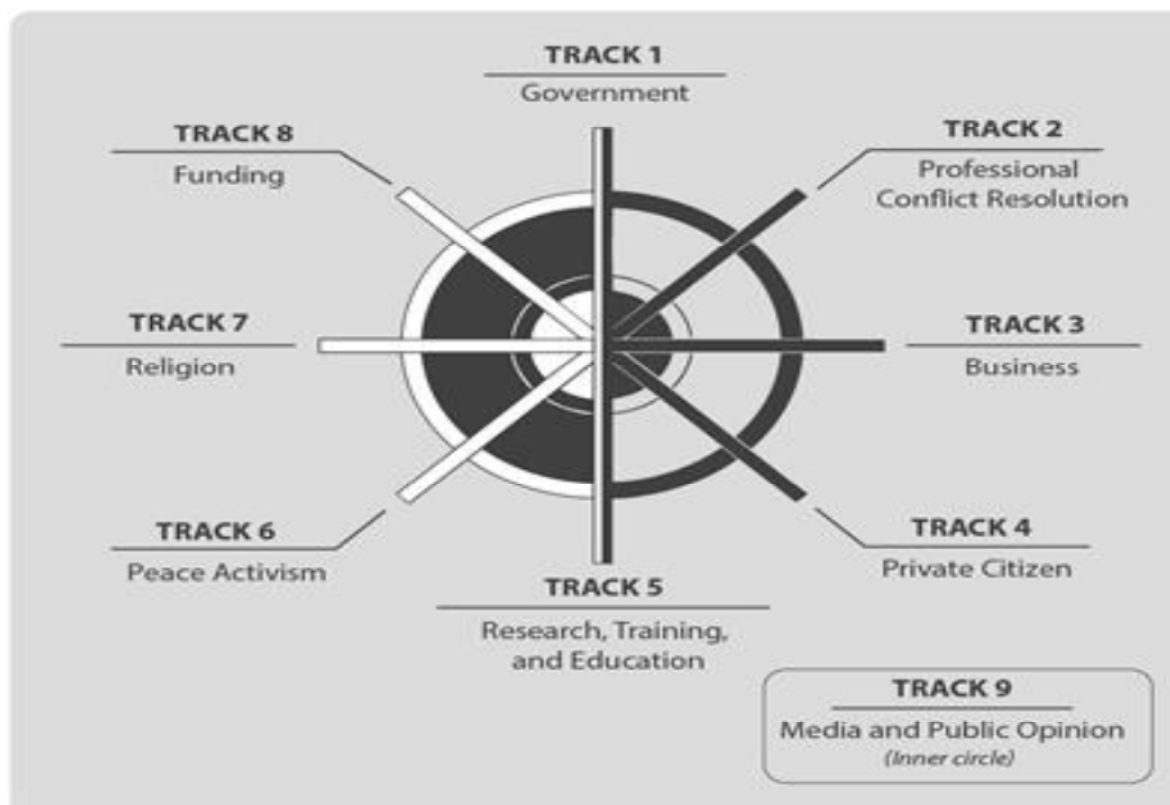 TRACK 1
Government
TRACK 8
Funding
TRACK 2
Professional
Conflict Resolution
TRACK 7
Religion
TRACK 3
Business
TRACK 6
Peace Activism
TRACK 4
Private Citizen
TRACK 5
Research, Training,
and Education
TRACK 9
Media and Public Opinion
(Inner circle)